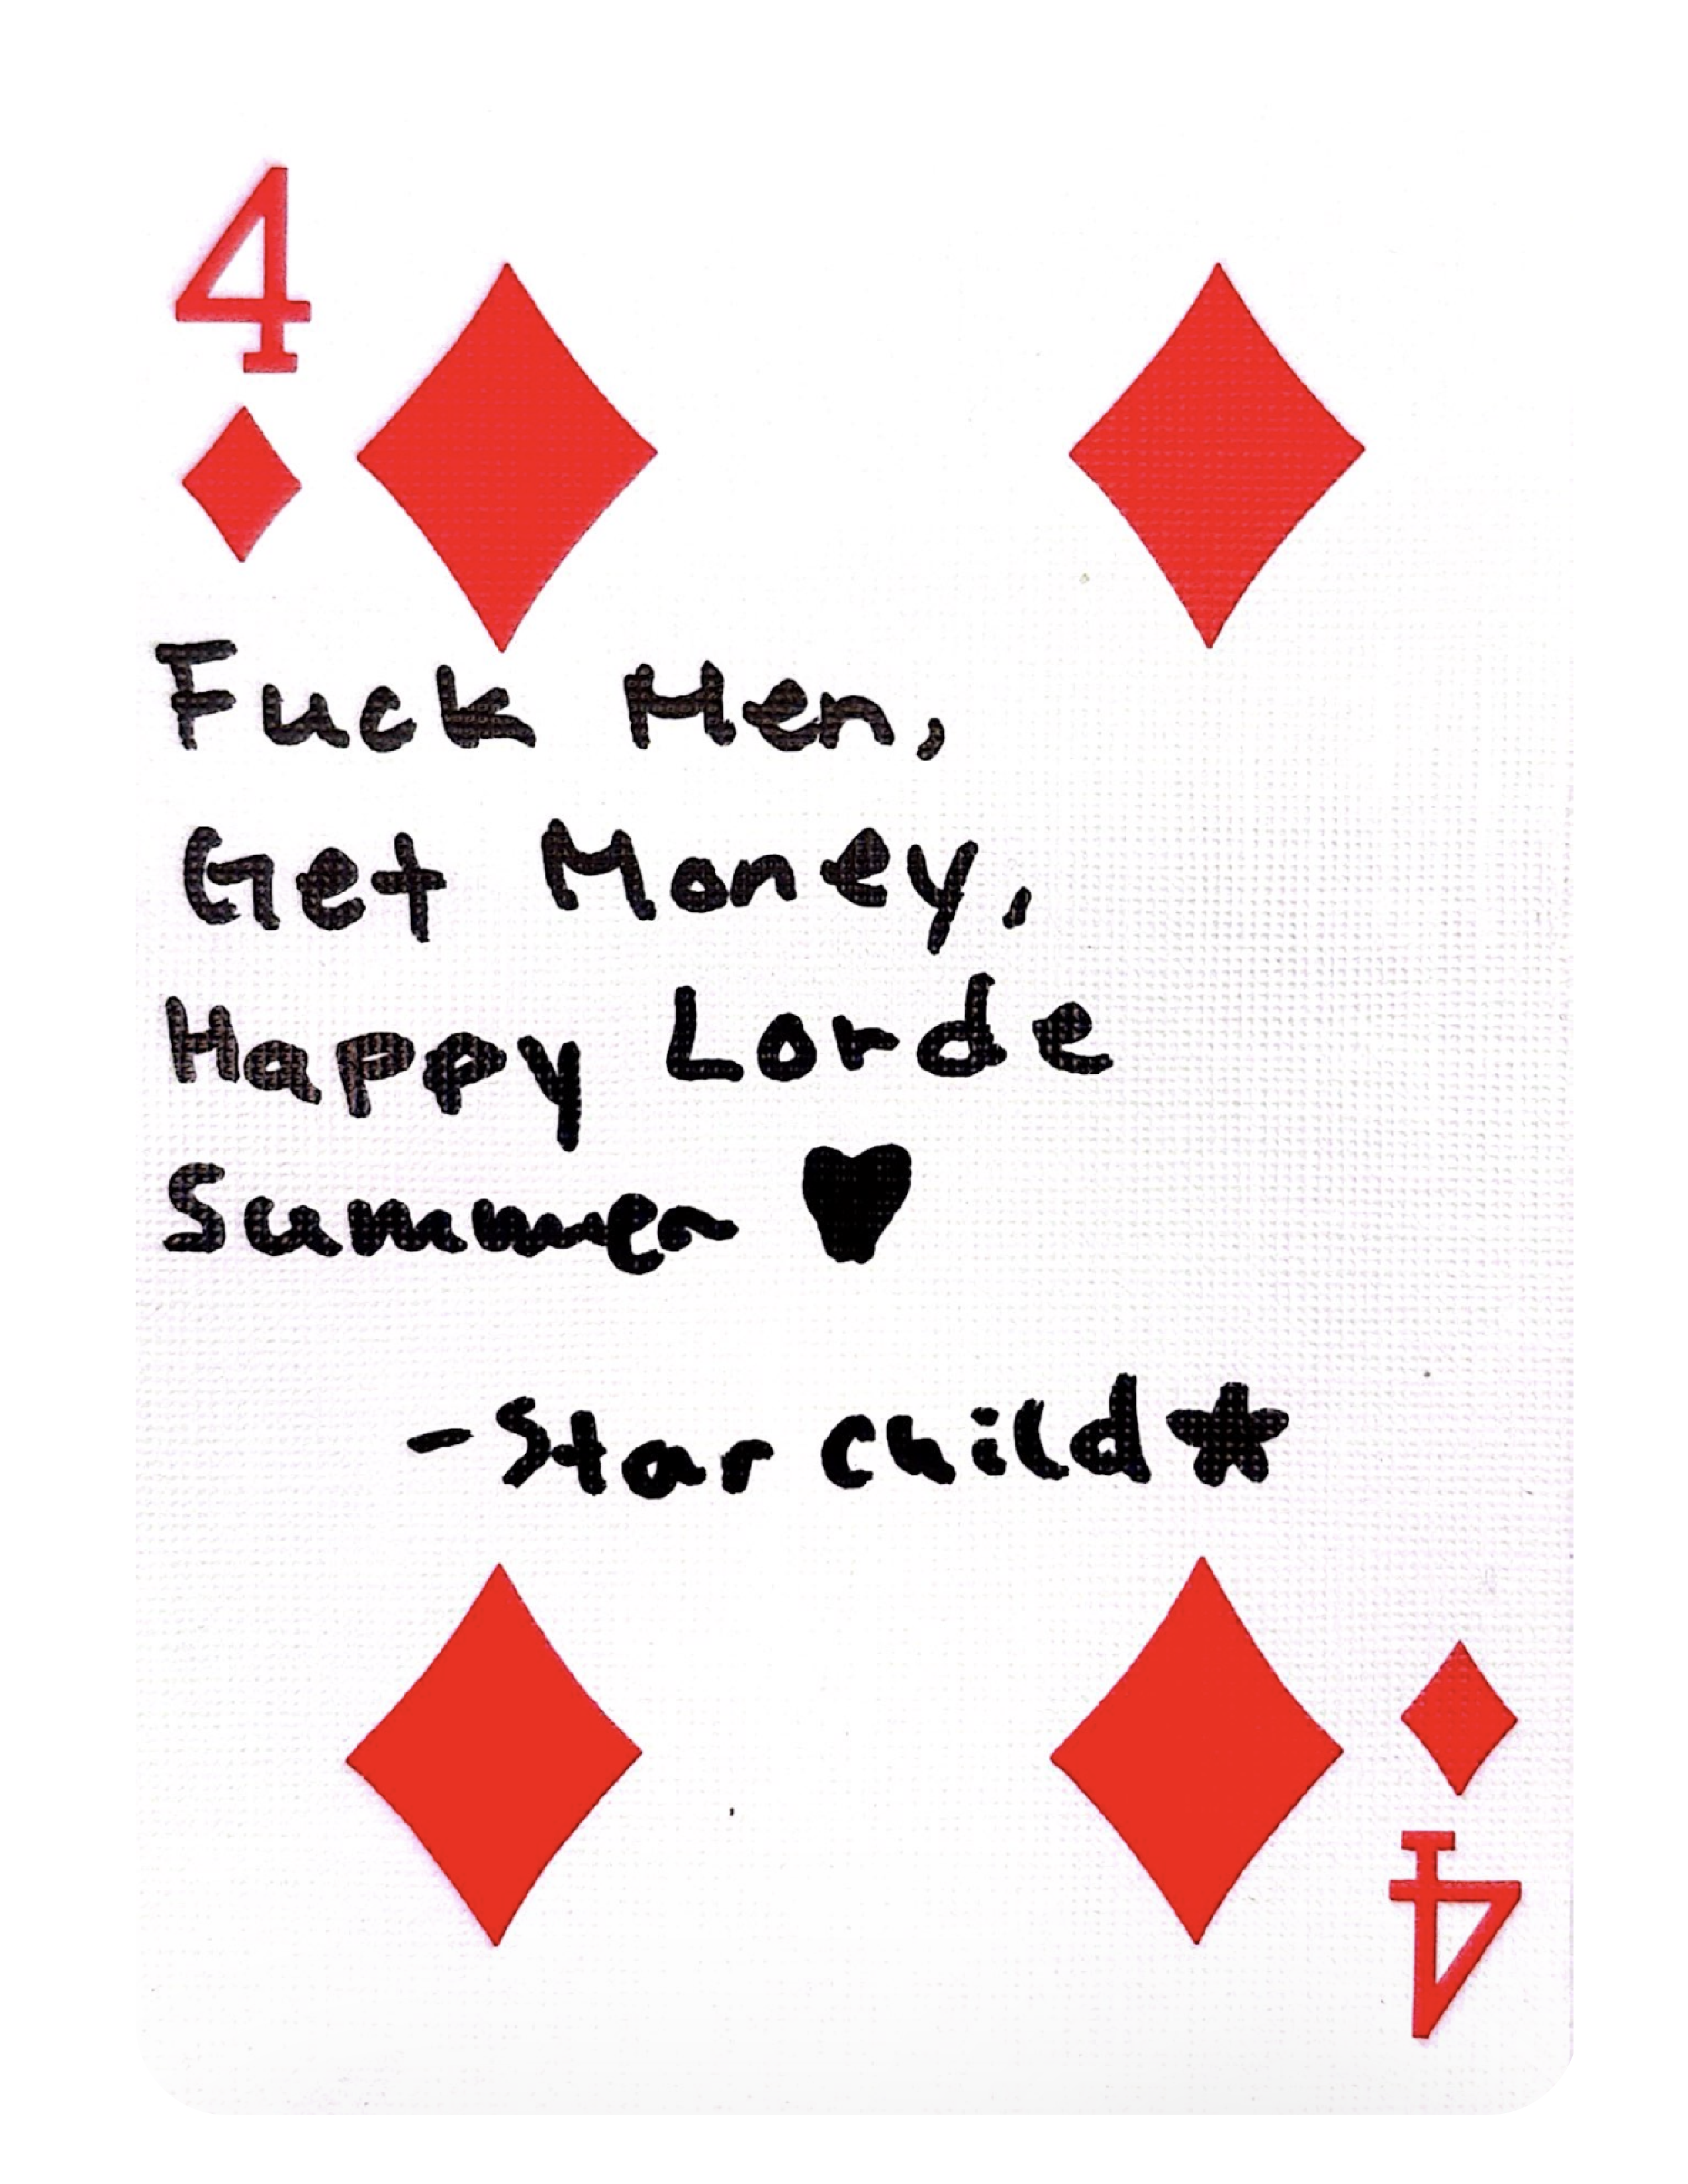 4
Fuck Men,
Get Money,
Happy Lorde
Summer ♥
-Star Child★
4